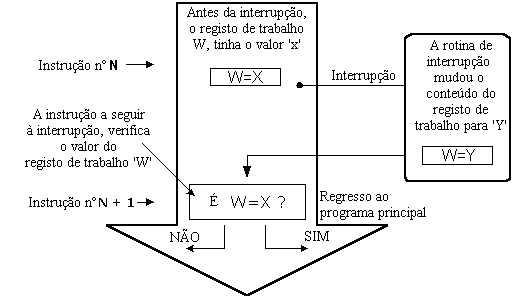 Antes da interrupção,
o registo de trabalho
W, tinha o valor 'x'
Instrução nº N
W=X
Interrupção
A rotina de
interrupção
mudou o
conteúdo do
registo de
trabalho para 'Y'
W=Y
A instrução a seguir
à interrupção, verifica
o valor do
registo de trabalho 'W'
Instrução nº N + 1
É W=X ?
Regresso ao
programa principal
NÃO
SIM